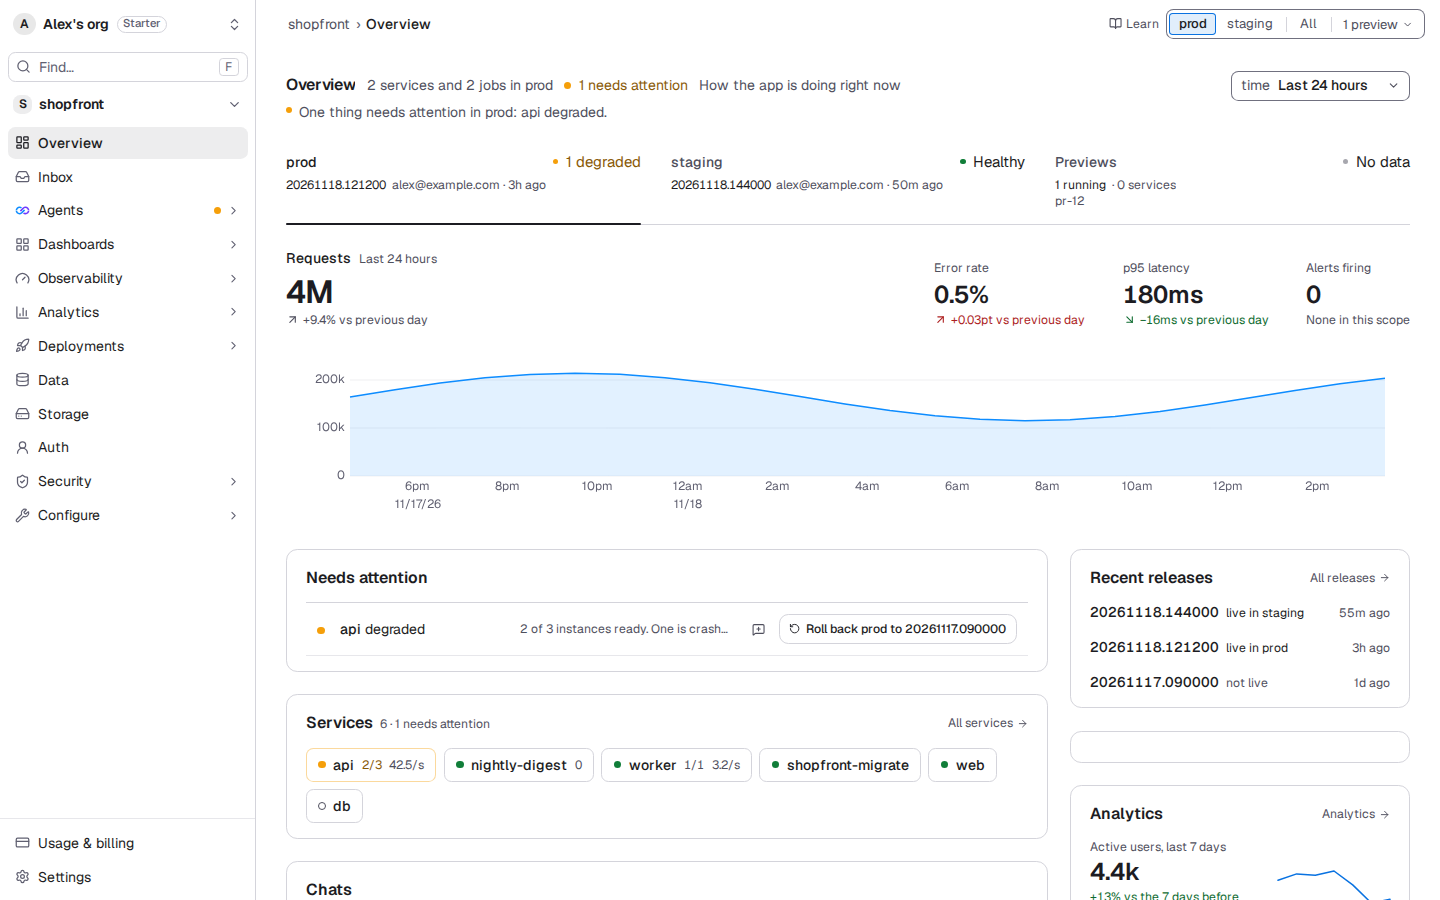 A Alex's org Starter
Find... F
S shopfront
Overview
Inbox
Agents
Dashboards
Observability
Analytics
Deployments
Data
Storage
Auth
Security
Configure
Usage & billing
Settings
shopfront › Overview
Learn prod staging All 1 preview
Overview 2 services and 2 jobs in prod 1 needs attention How the app is doing right now
time Last 24 hours
One thing needs attention in prod: api degraded.
prod 1 degraded
20261118.121200 alex@example.com · 3h ago
staging Healthy
20261118.144000 alex@example.com · 50m ago
Previews No data
1 running · 0 services
pr-12
Requests Last 24 hours
4M
+9.4% vs previous day
Error rate
0.5%
+0.03pt vs previous day
p95 latency
180ms
−16ms vs previous day
Alerts firing
0
None in this scope
200k
100k
0
6pm 8pm 10pm 12am 2am 4am 6am 8am 10am 12pm 2pm
11/17/26 11/18
Needs attention
api degraded 2 of 3 instances ready. One is crash... Roll back prod to 20261117.090000
Services 6 · 1 needs attention All services →
api 2/3 42.5/s nightly-digest 0 worker 1/1 3.2/s shopfront-migrate web
db
Chats
Recent releases All releases →
20261118.144000 live in staging 55m ago
20261118.121200 live in prod 3h ago
20261117.090000 not live 1d ago
Analytics Analytics →
Active users, last 7 days
4.4k
+13% vs the 7 days before